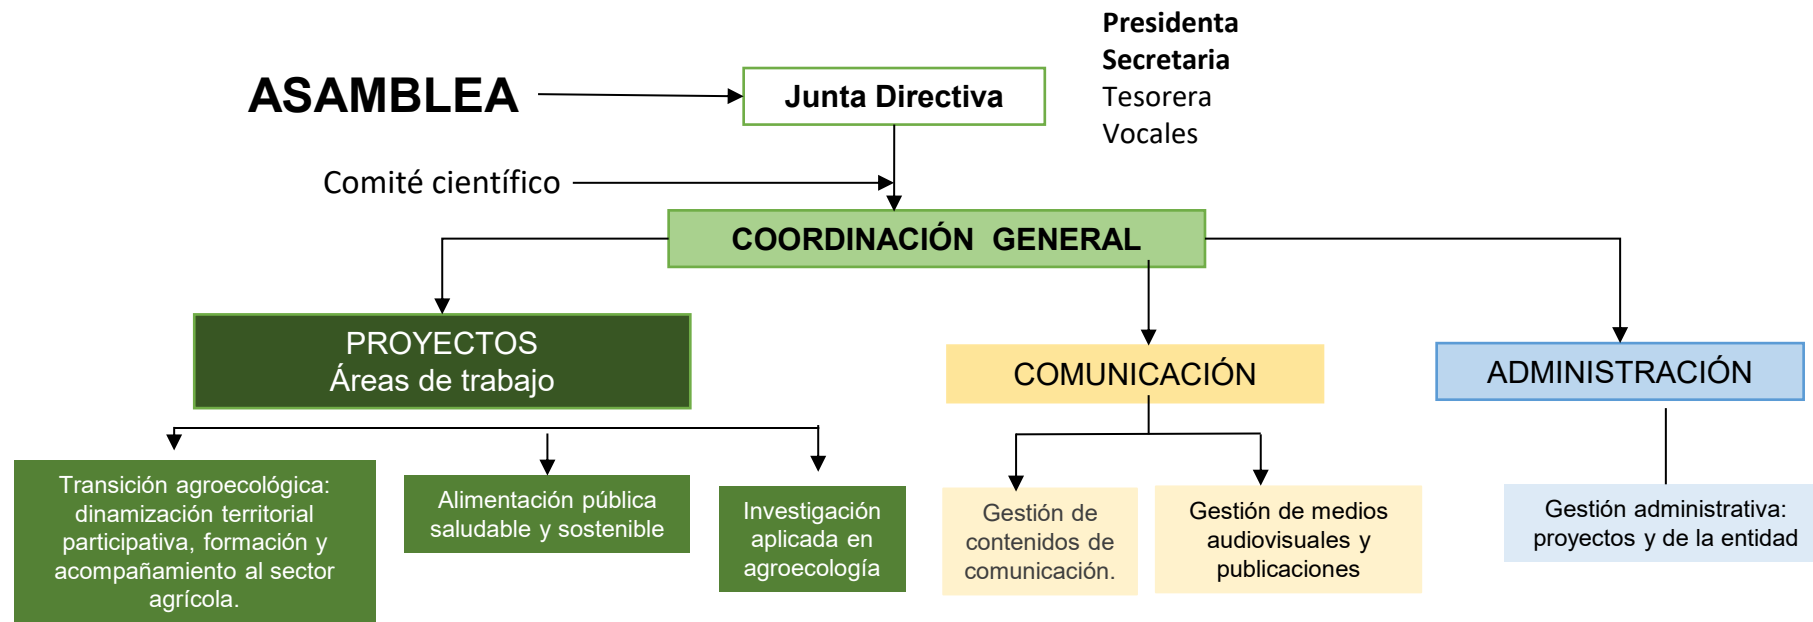 Presidenta
Secretaria
Tesorera
Vocales
ASAMBLEA
Junta Directiva
Comité científico
COORDINACIÓN GENERAL
PROYECTOS
Áreas de trabajo
COMUNICACIÓN
ADMINISTRACIÓN
Transición agroecológica:
dinamización territorial
participativa, formación y
acompañamiento al sector
agrícola.
Alimentación pública
saludable y sostenible
Investigación
aplicada en
agroecología
Gestión de
contenidos de
comunicación.
Gestión de medios
audiovisuales y
publicaciones
Gestión administrativa:
proyectos y de la entidad